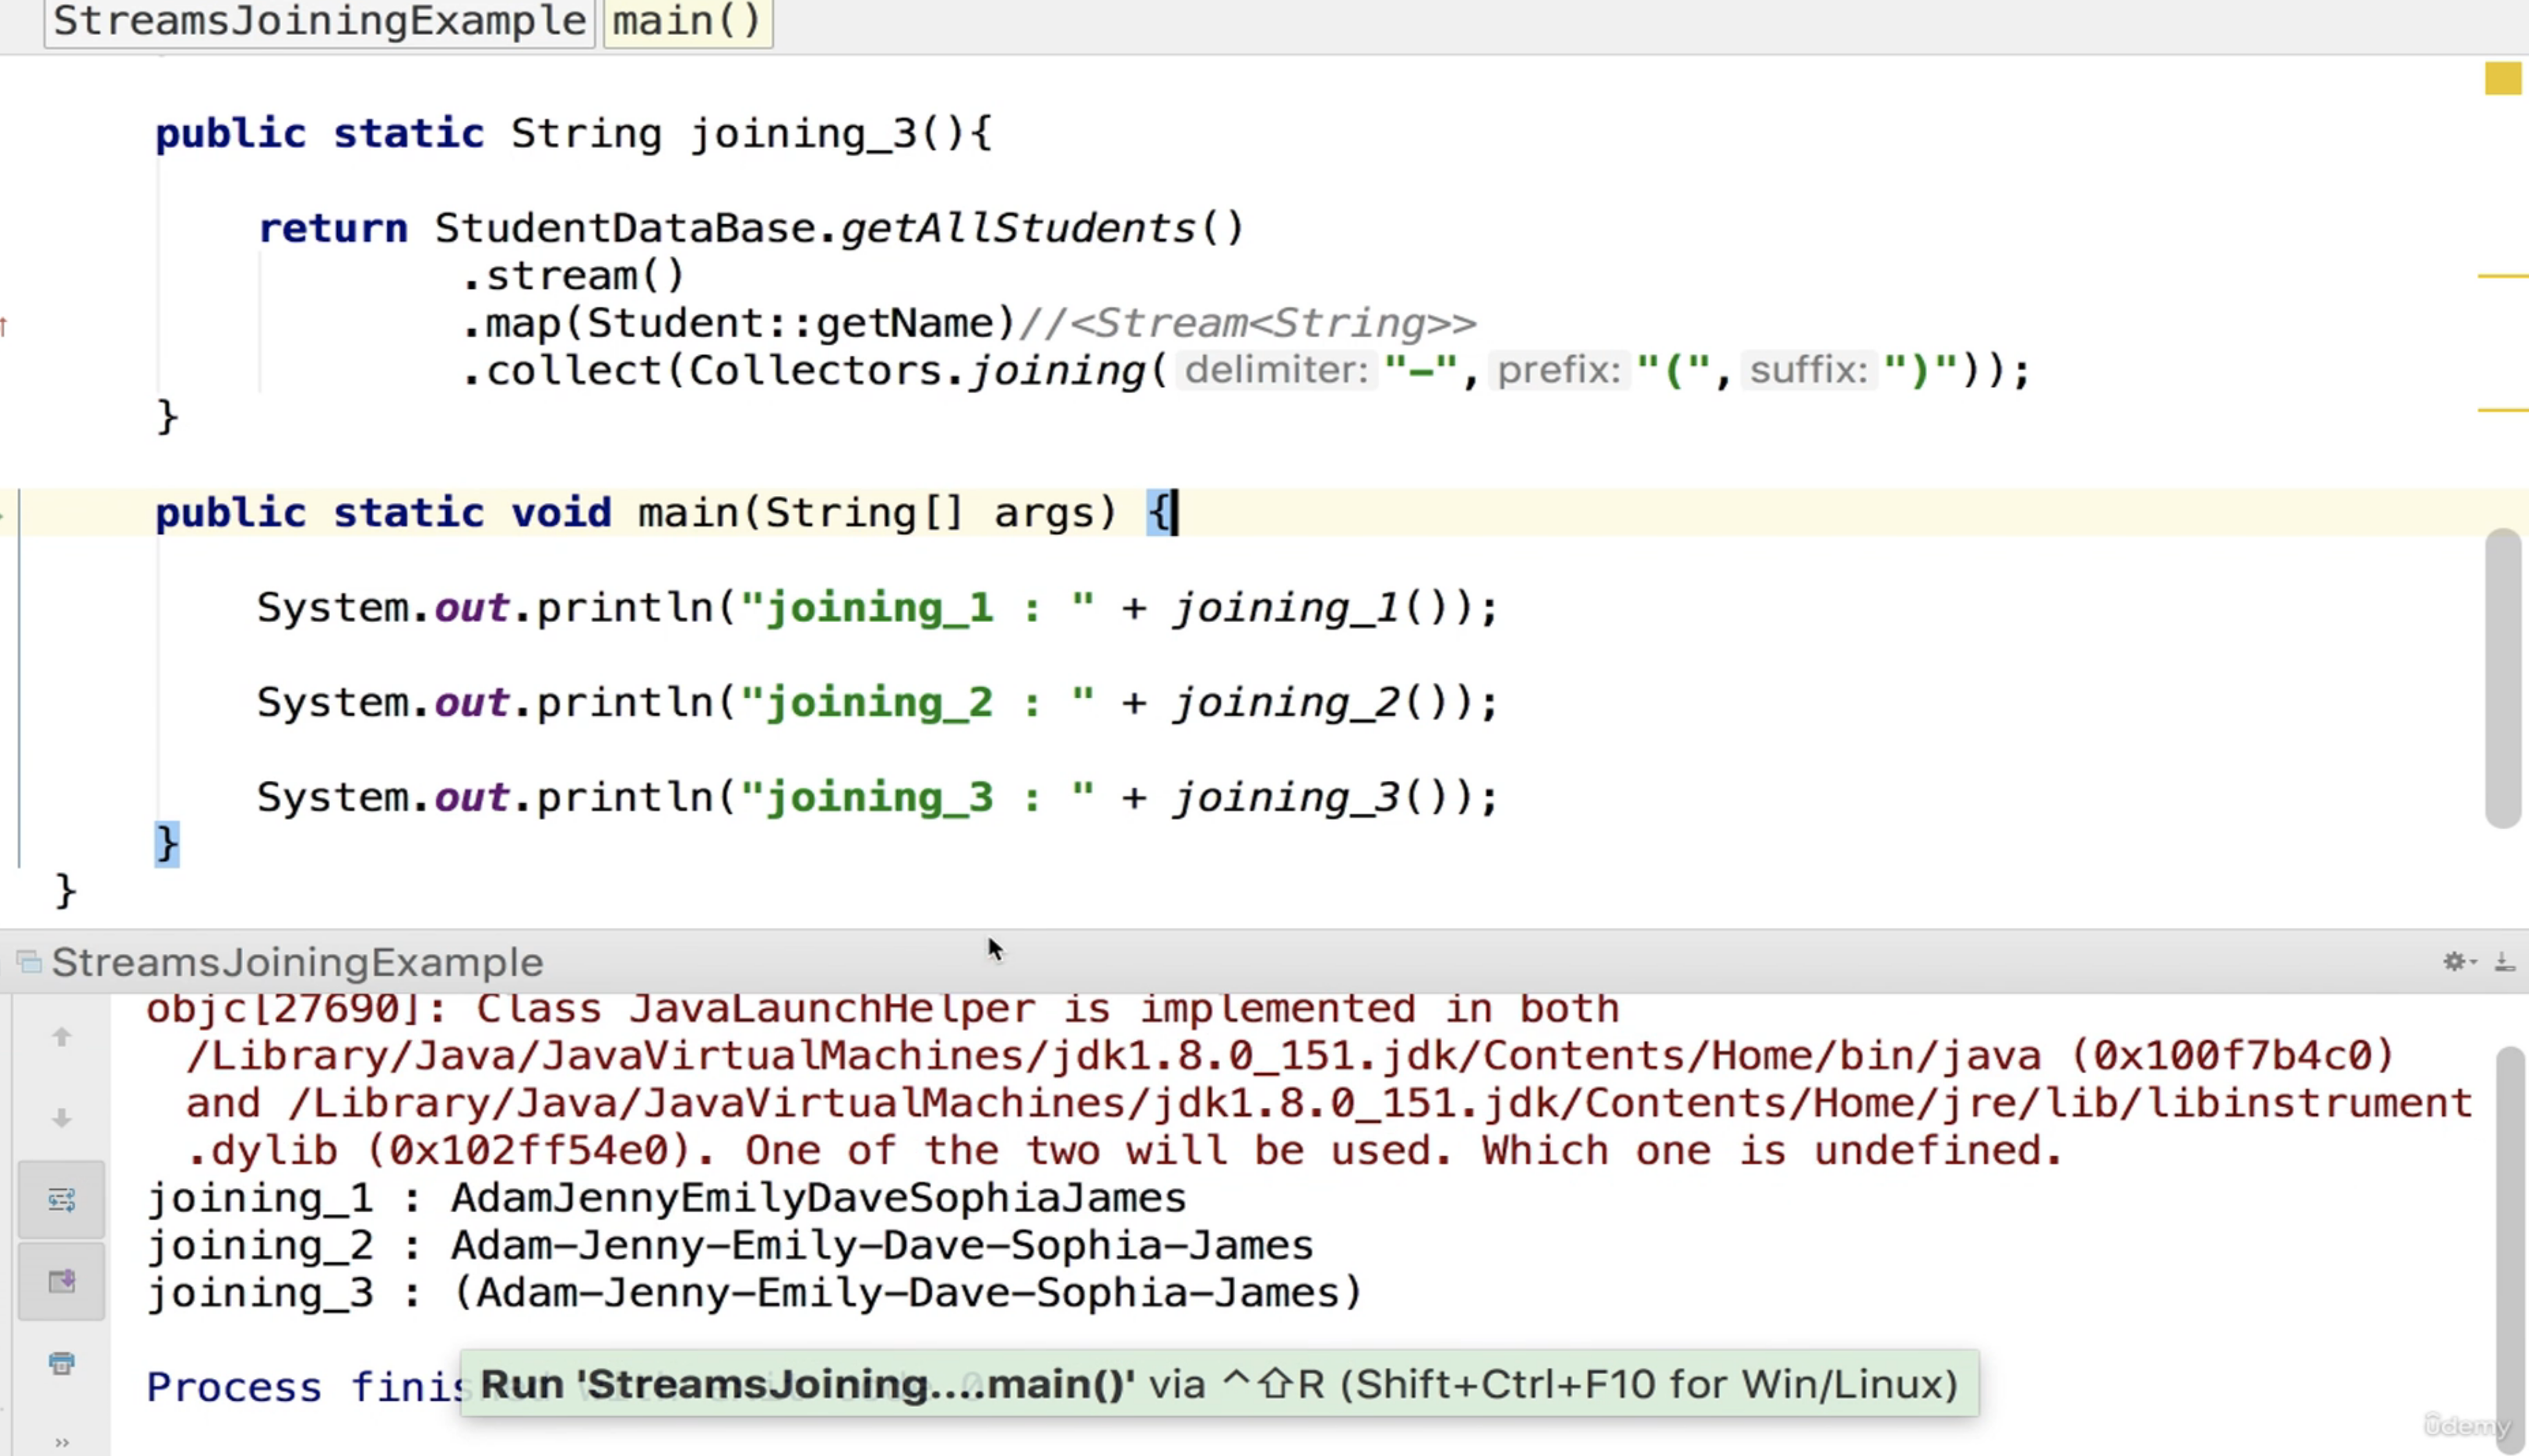 StreamsJoiningExample main()
public static String joining_3(){
return StudentDataBase.getAllStudents()
.stream()
.map(Student::getName)//<Stream<String>>
.collect(Collectors.joining( delimiter: "-", prefix: "(", suffix: ")"));
}
public static void main(String[] args) {
System.out.println("joining_1 : " + joining_1());
System.out.println("joining_2 : " + joining_2());
System.out.println("joining_3 : " + joining_3());
}
}
StreamsJoiningExample
objc[27690]: Class JavaLaunchHelper is implemented in both
/Library/Java/JavaVirtualMachines/jdk1.8.0_151.jdk/Contents/Home/bin/java (0x100f7b4c0)
and /Library/Java/JavaVirtualMachines/jdk1.8.0_151.jdk/Contents/Home/jre/lib/libinstrument
.dylib (0x102ff54e0). One of the two will be used. Which one is undefined.
joining_1 : AdamJennyEmilyDaveSophiaJames
joining_2 : Adam-Jenny-Emily-Dave-Sophia-James
joining_3 : (Adam-Jenny-Emily-Dave-Sophia-James)
Process finis
Run 'StreamsJoining....main()' via ^⇧R (Shift+Ctrl+F10 for Win/Linux)
ûdemy